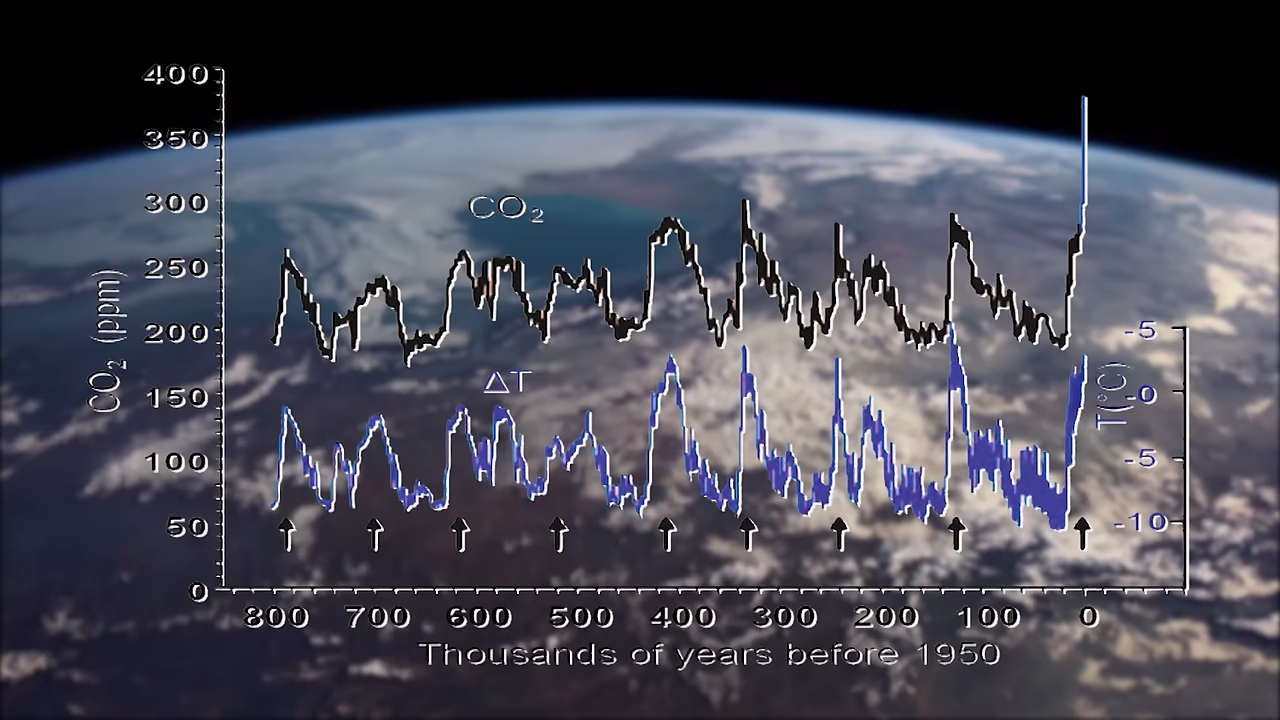 400
350
300
250
200
150
100
50
0
CO₂ (ppm)
CO₂
ΔT
-5
0
-5
-10
T(°C)
800 700 600 500 400 300 200 100 0
Thousands of years before 1950